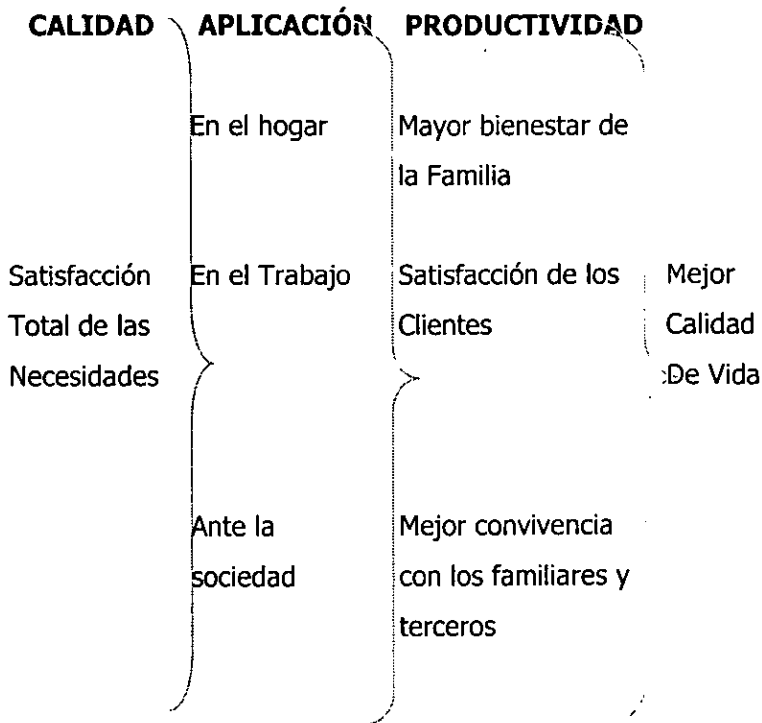 CALIDAD APLICACIÓN PRODUCTIVIDAD
En el hogar Mayor bienestar de
la Familia
Satisfacción En el Trabajo Satisfacción de los Mejor
Total de las Clientes Calidad
Necesidades De Vida
Ante la Mejor convivencia
sociedad con los familiares y
terceros